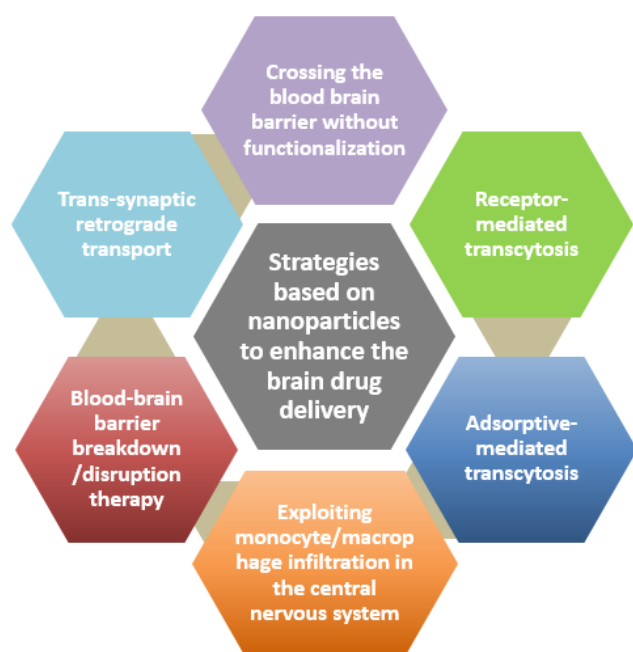 Crossing the
blood brain
barrier without
functionalization
Trans-synaptic
retrograde
transport
Receptor-
mediated
transcytosis
Strategies
based on
nanoparticles
to enhance the
brain drug
delivery
Blood-brain
barrier
breakdown
/disruption
therapy
Adsorptive-
mediated
transcytosis
Exploiting
monocyte/macrop
hage infiltration in
the central
nervous system